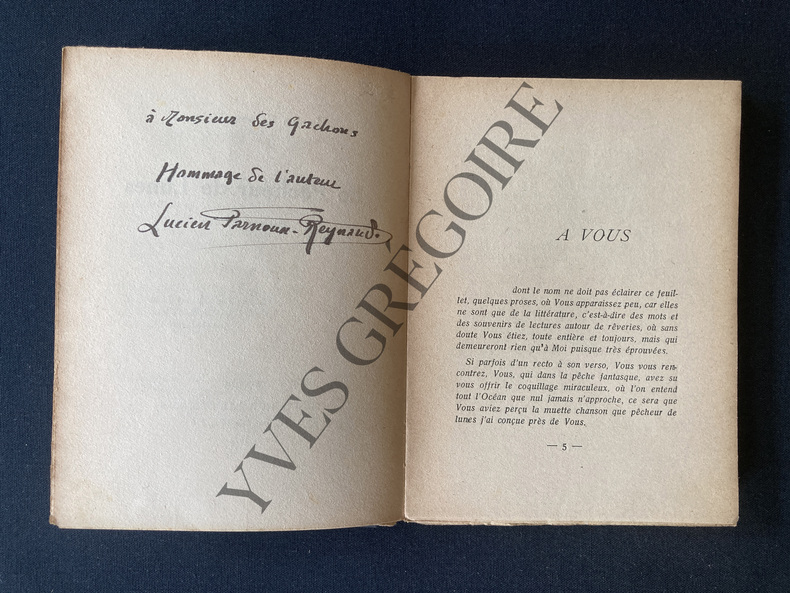 à Monsieur des Gachons
Hommage de l'auteur
Lucien Parnoux-Reynaud.
A VOUS
dont le nom ne doit pas éclairer ce feuil-
let, quelques proses, où Vous apparaissez peu, car elles
ne sont que de la littérature, c'est-à-dire des mots et
des souvenirs de lectures autour de rêveries, où sans
doute Vous étiez, toute entière et toujours, mais qui
demeureront rien qu'à Moi puisque très éprouvées.
Si parfois d'un recto à son verso, Vous vous ren-
contrez, Vous, qui dans la pêche fantasque, avez su
vous offrir le coquillage miraculeux, où l'on entend
tout l'Océan que nul jamais n'approche, ce sera que
Vous aviez perçu la muette chanson que pêcheur de
lunes j'ai conçue près de Vous.
— 5 —
YVES GRÉGOIRE